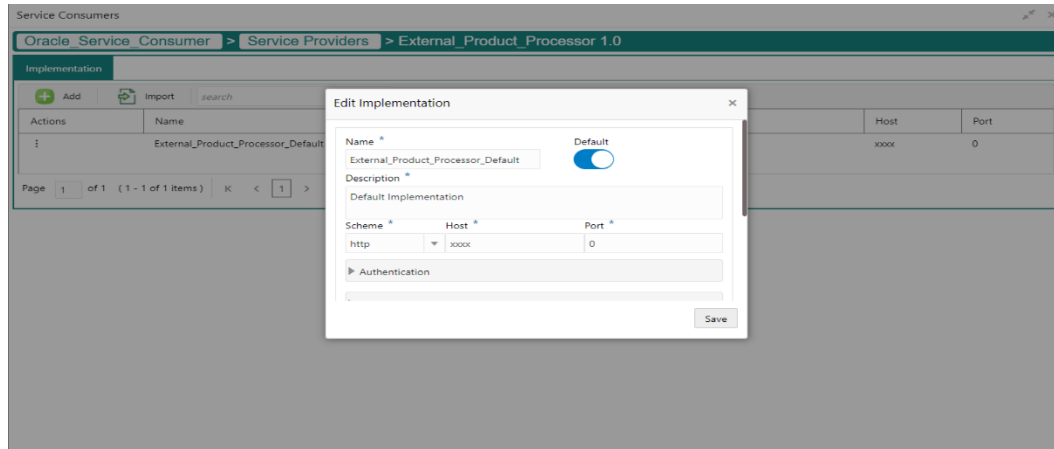 Service Consumers
Oracle_Service_Consumer > Service Providers > External_Product_Processor 1.0
Implementation
Add Import search
Actions Name Host Port
External_Product_Processor_Default xxxx 0
Page 1 of 1 (1 - 1 of 1 items) K < 1 >
Edit Implementation ×
Name * Default
External_Product_Processor_Default
Description *
Default Implementation
Scheme * Host * Port *
http xxxx 0
Authentication
Save